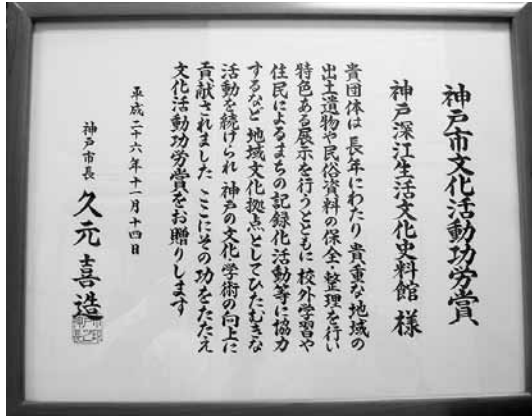 神戸市文化活動功労賞
神戸深江生活文化史料館 様
貴団体は 長年にわたり 貴重な地域の
出土遺物や民俗資料の保全・整理を行い
特色ある展示を行うとともに 校外学習や
住民によるまちの記録化活動等に協力
するなど 地域文化拠点としてひたむきな
活動を続けられ 神戸の文化・学術の向上に
貢献されました ここにその功をたたえ
文化活動功労賞をお贈りします
平成二十六年十一月十四日
神戸市長 久元喜造